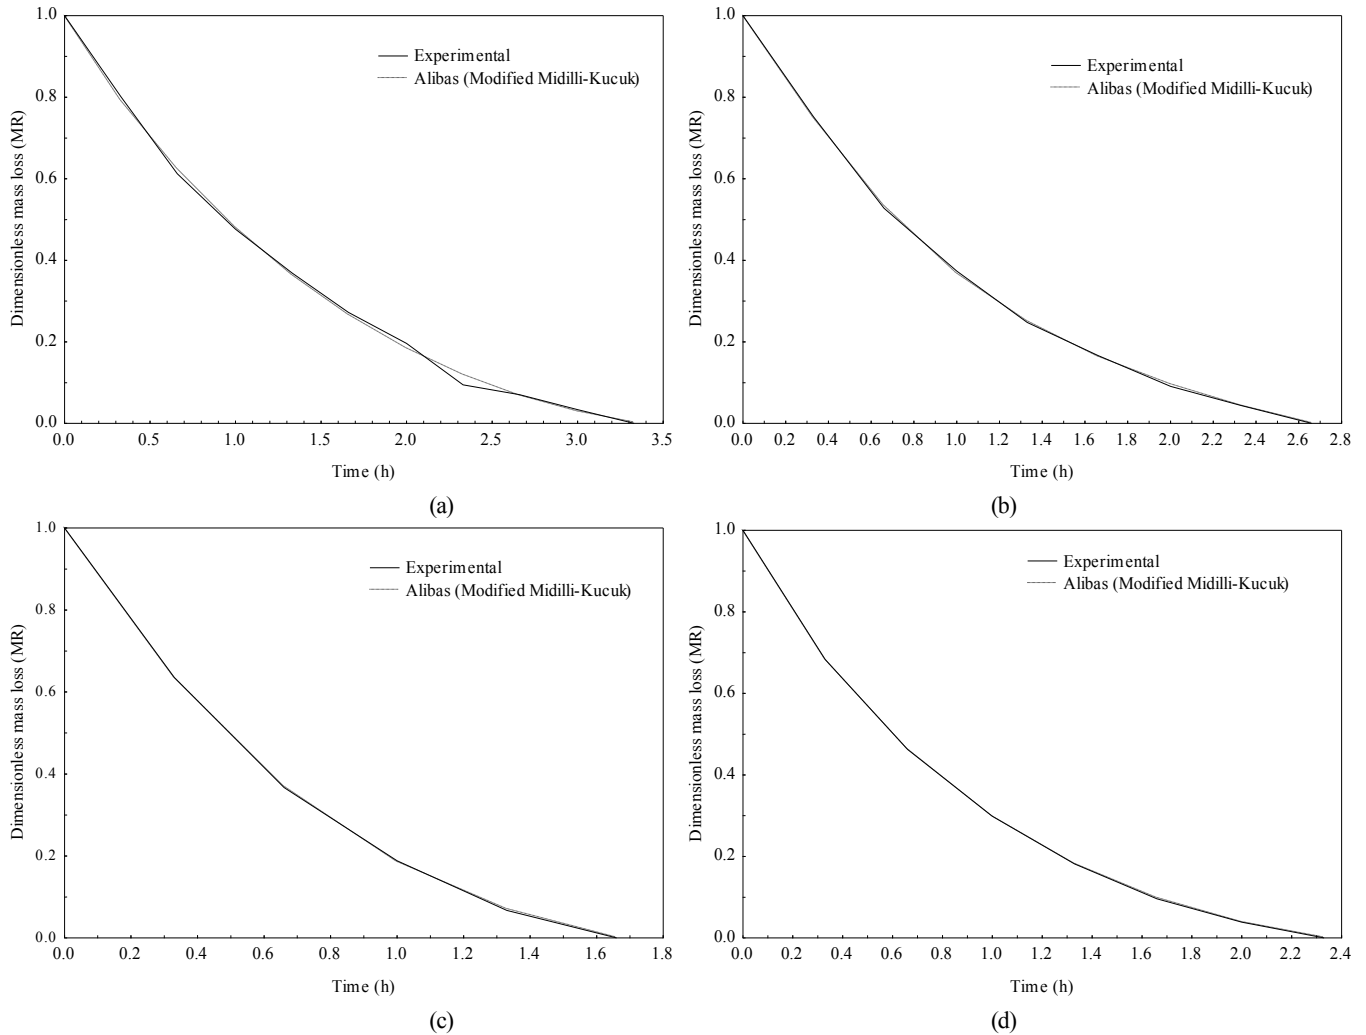 1.0
0.8
0.6
0.4
0.2
0.0
Dimensionless mass loss (MR)
Experimental
Alibas (Modified Midilli-Kucuk)
0.0 0.5 1.0 1.5 2.0 2.5 3.0 3.5
Time (h)
(a)
1.0
0.8
0.6
0.4
0.2
0.0
Dimensionless mass loss (MR)
Experimental
Alibas (Modified Midilli-Kucuk)
0.0 0.2 0.4 0.6 0.8 1.0 1.2 1.4 1.6 1.8 2.0 2.2 2.4 2.6 2.8
Time (h)
(b)
1.0
0.8
0.6
0.4
0.2
0.0
Dimensionless mass loss (MR)
Experimental
Alibas (Modified Midilli-Kucuk)
0.0 0.2 0.4 0.6 0.8 1.0 1.2 1.4 1.6 1.8
Time (h)
(c)
1.0
0.8
0.6
0.4
0.2
0.0
Dimensionless mass loss (MR)
Experimental
Alibas (Modified Midilli-Kucuk)
0.0 0.2 0.4 0.6 0.8 1.0 1.2 1.4 1.6 1.8 2.0 2.2 2.4
Time (h)
(d)